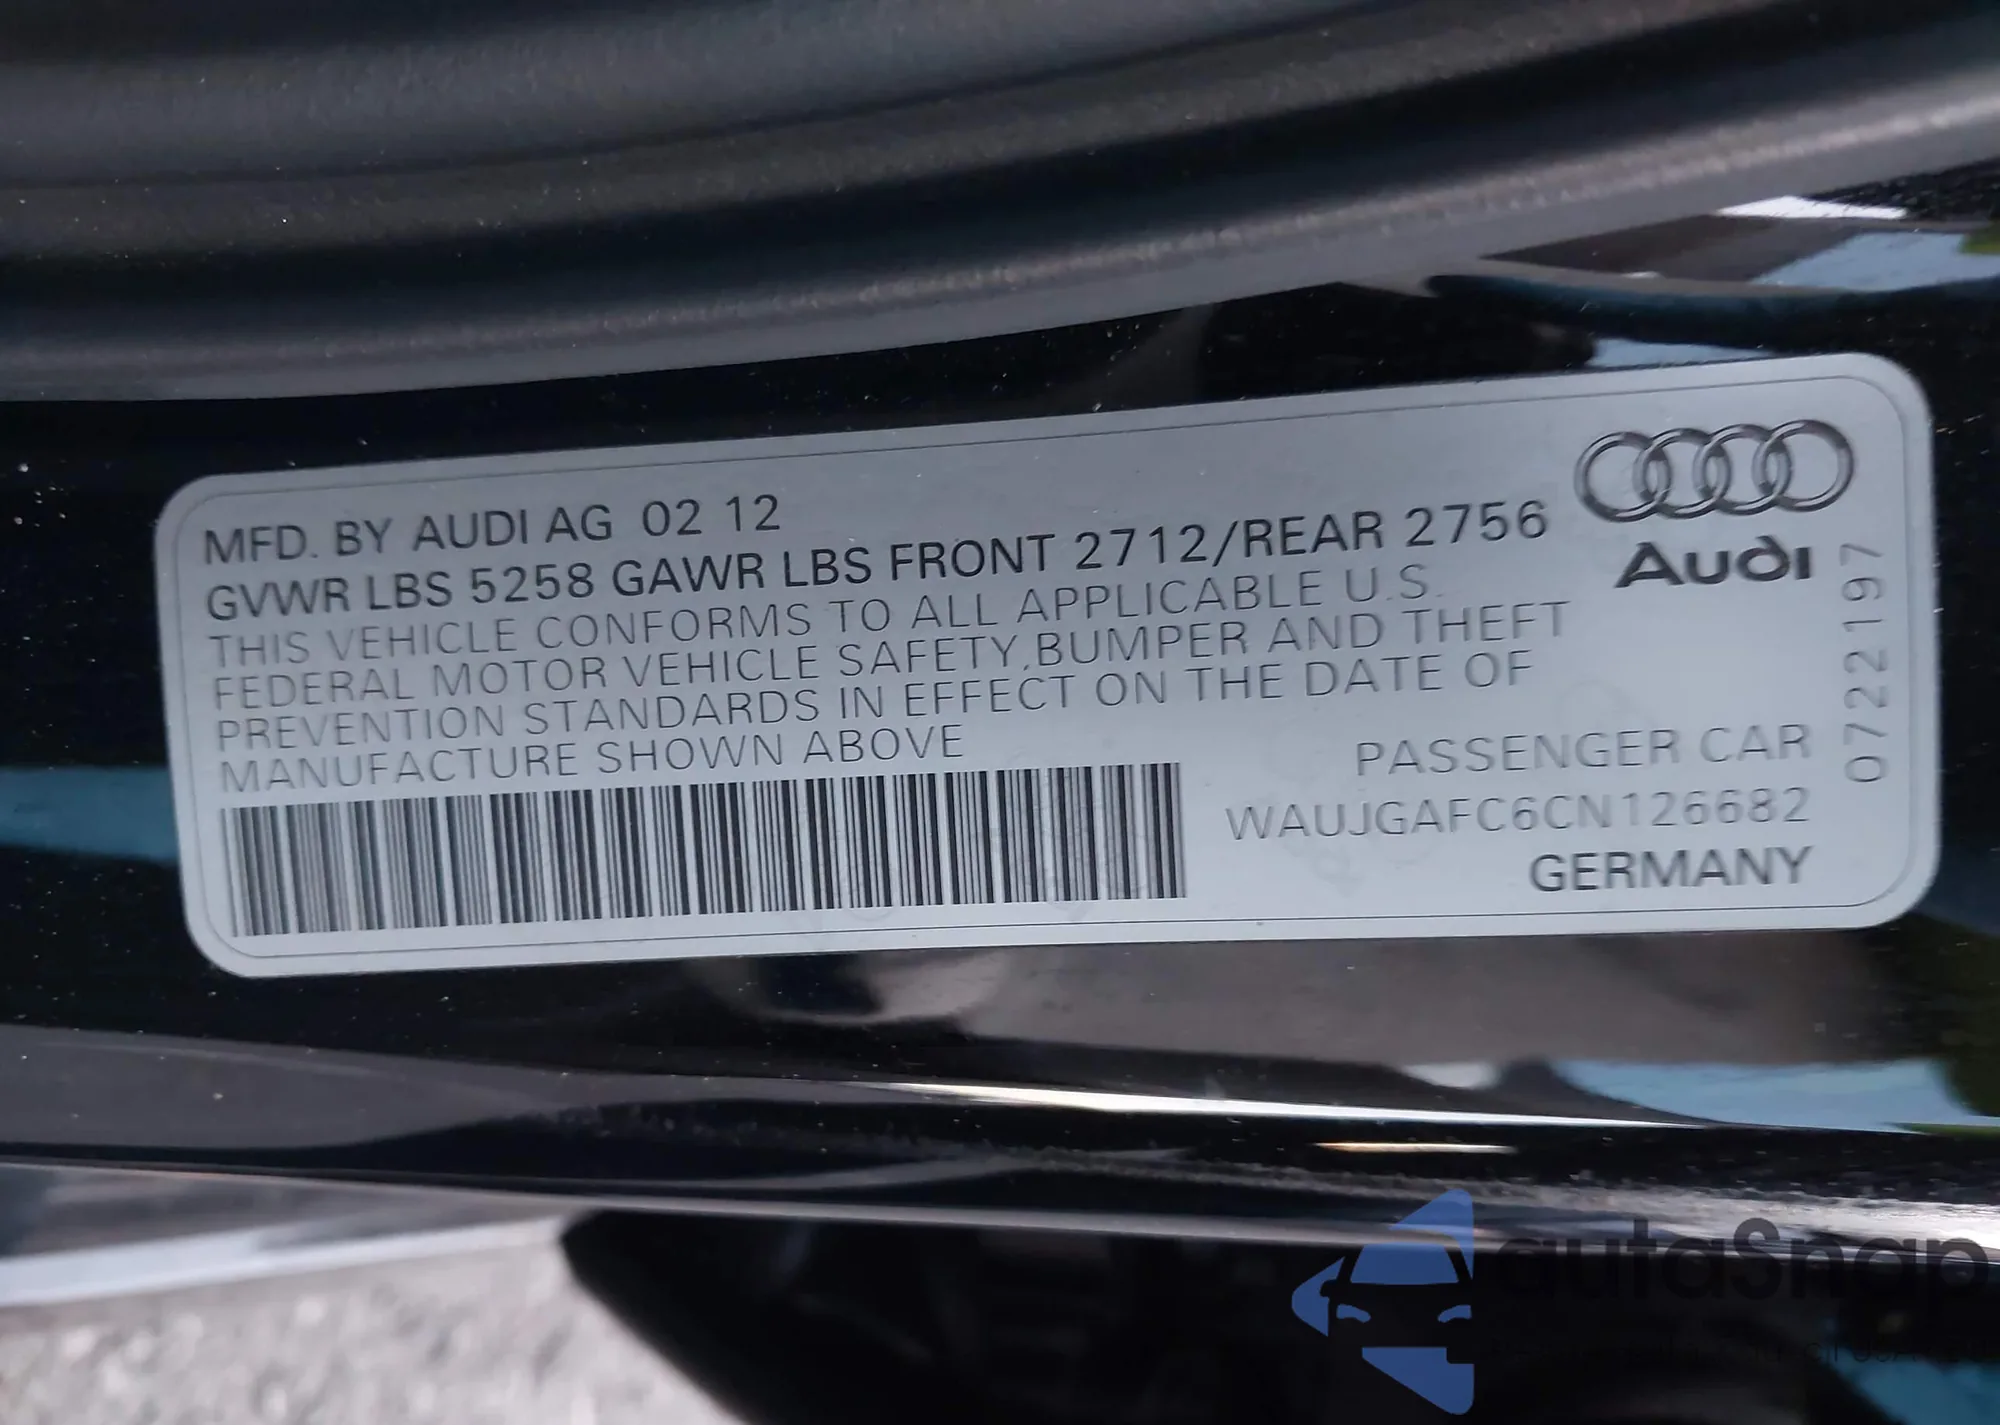 MFD. BY AUDI AG 02 12
GVWR LBS 5258 GAWR LBS FRONT 2712/REAR 2756
THIS VEHICLE CONFORMS TO ALL APPLICABLE U.S.
FEDERAL MOTOR VEHICLE SAFETY,BUMPER AND THEFT
PREVENTION STANDARDS IN EFFECT ON THE DATE OF
MANUFACTURE SHOWN ABOVE
Audi
0722197
PASSENGER CAR
WAUJGAFC6CN126682
GERMANY
autaSnap